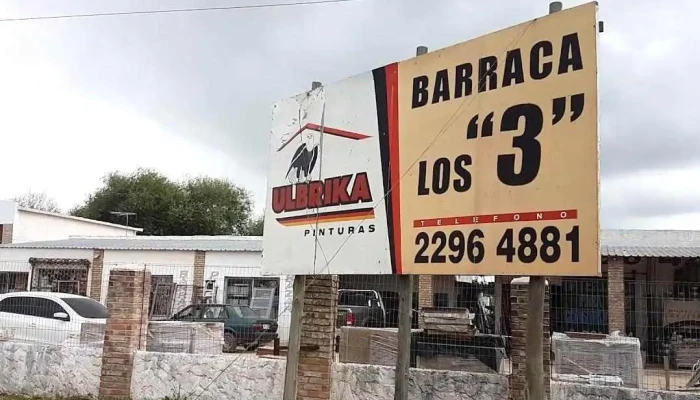 ULBRIKA
PINTURAS
BARRACA
LOS "3"
TELEFONO
2296 4881